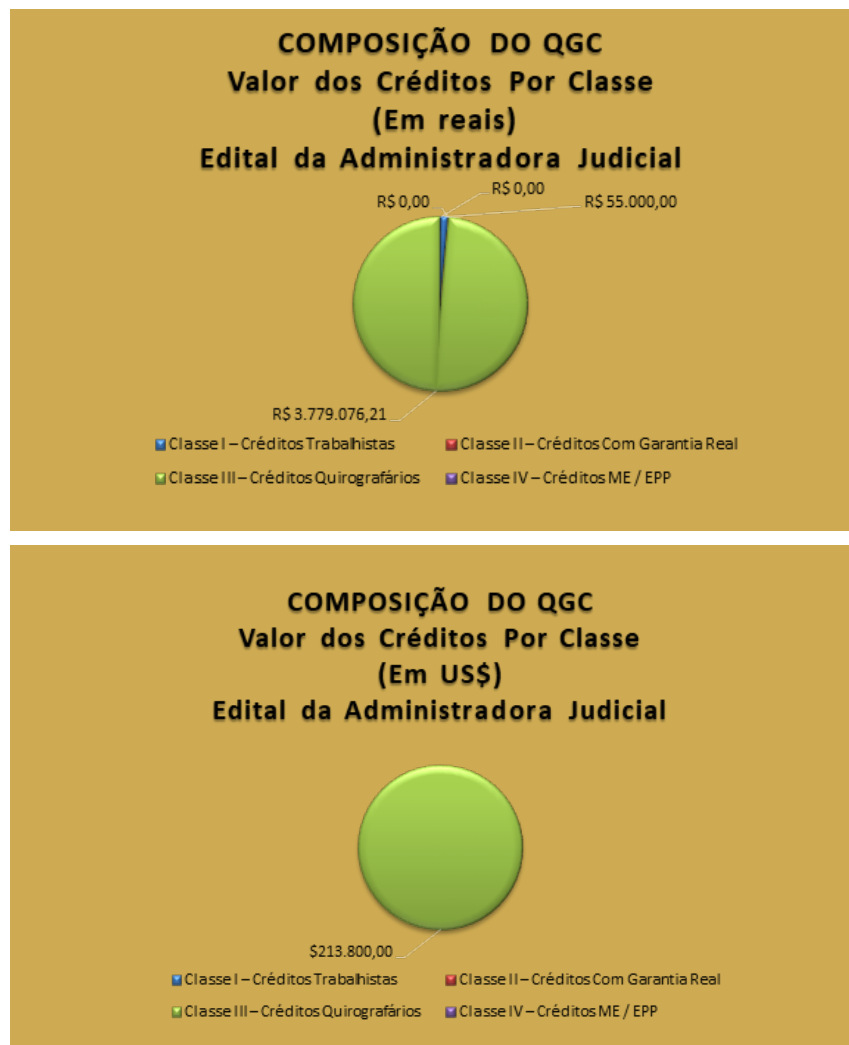 COMPOSIÇÃO DO QGC
Valor dos Créditos Por Classe
(Em reais)
Edital da Administradora Judicial
R$ 0,00
R$ 0,00
R$ 55.000,00
R$ 3.779.076,21
Classe I – Créditos Trabalhistas
Classe II – Créditos Com Garantia Real
Classe III – Créditos Quirografários
Classe IV – Créditos ME / EPP
COMPOSIÇÃO DO QGC
Valor dos Créditos Por Classe
(Em US$)
Edital da Administradora Judicial
$213.800,00
Classe I – Créditos Trabalhistas
Classe II – Créditos Com Garantia Real
Classe III – Créditos Quirografários
Classe IV – Créditos ME / EPP